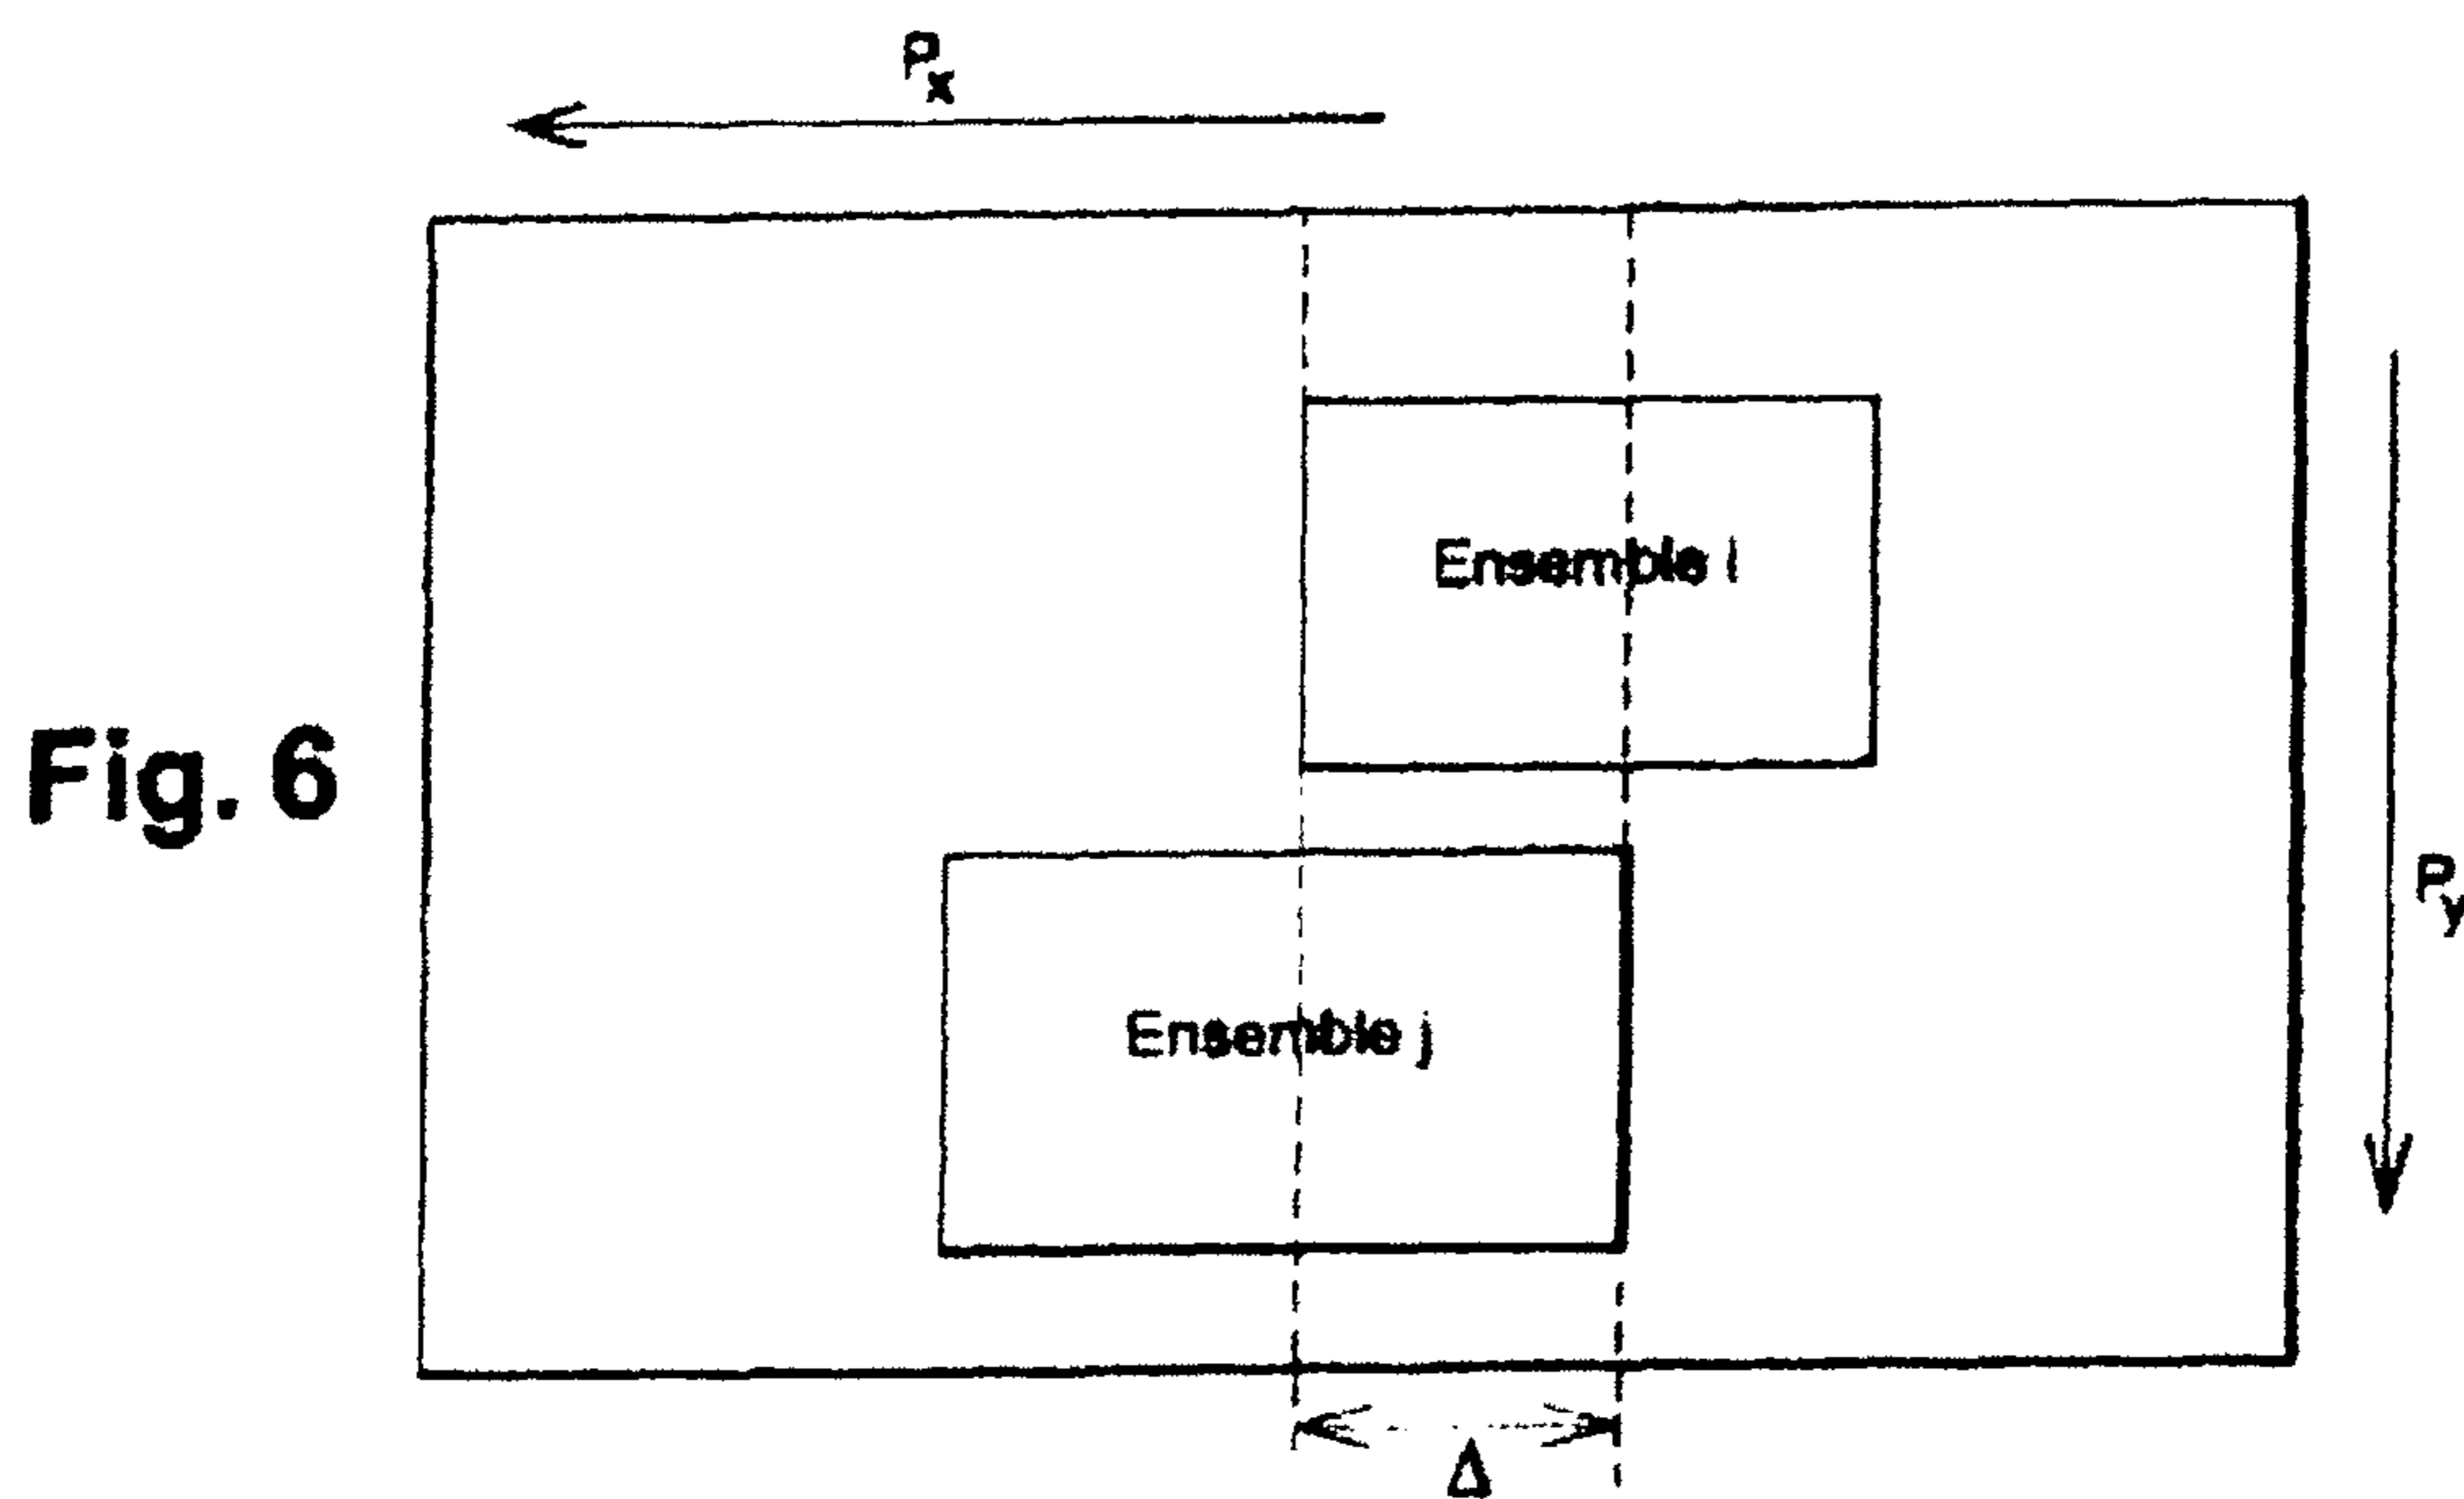 Px
Ensemble i
Fig. 6
Py
Ensemble j
Δ